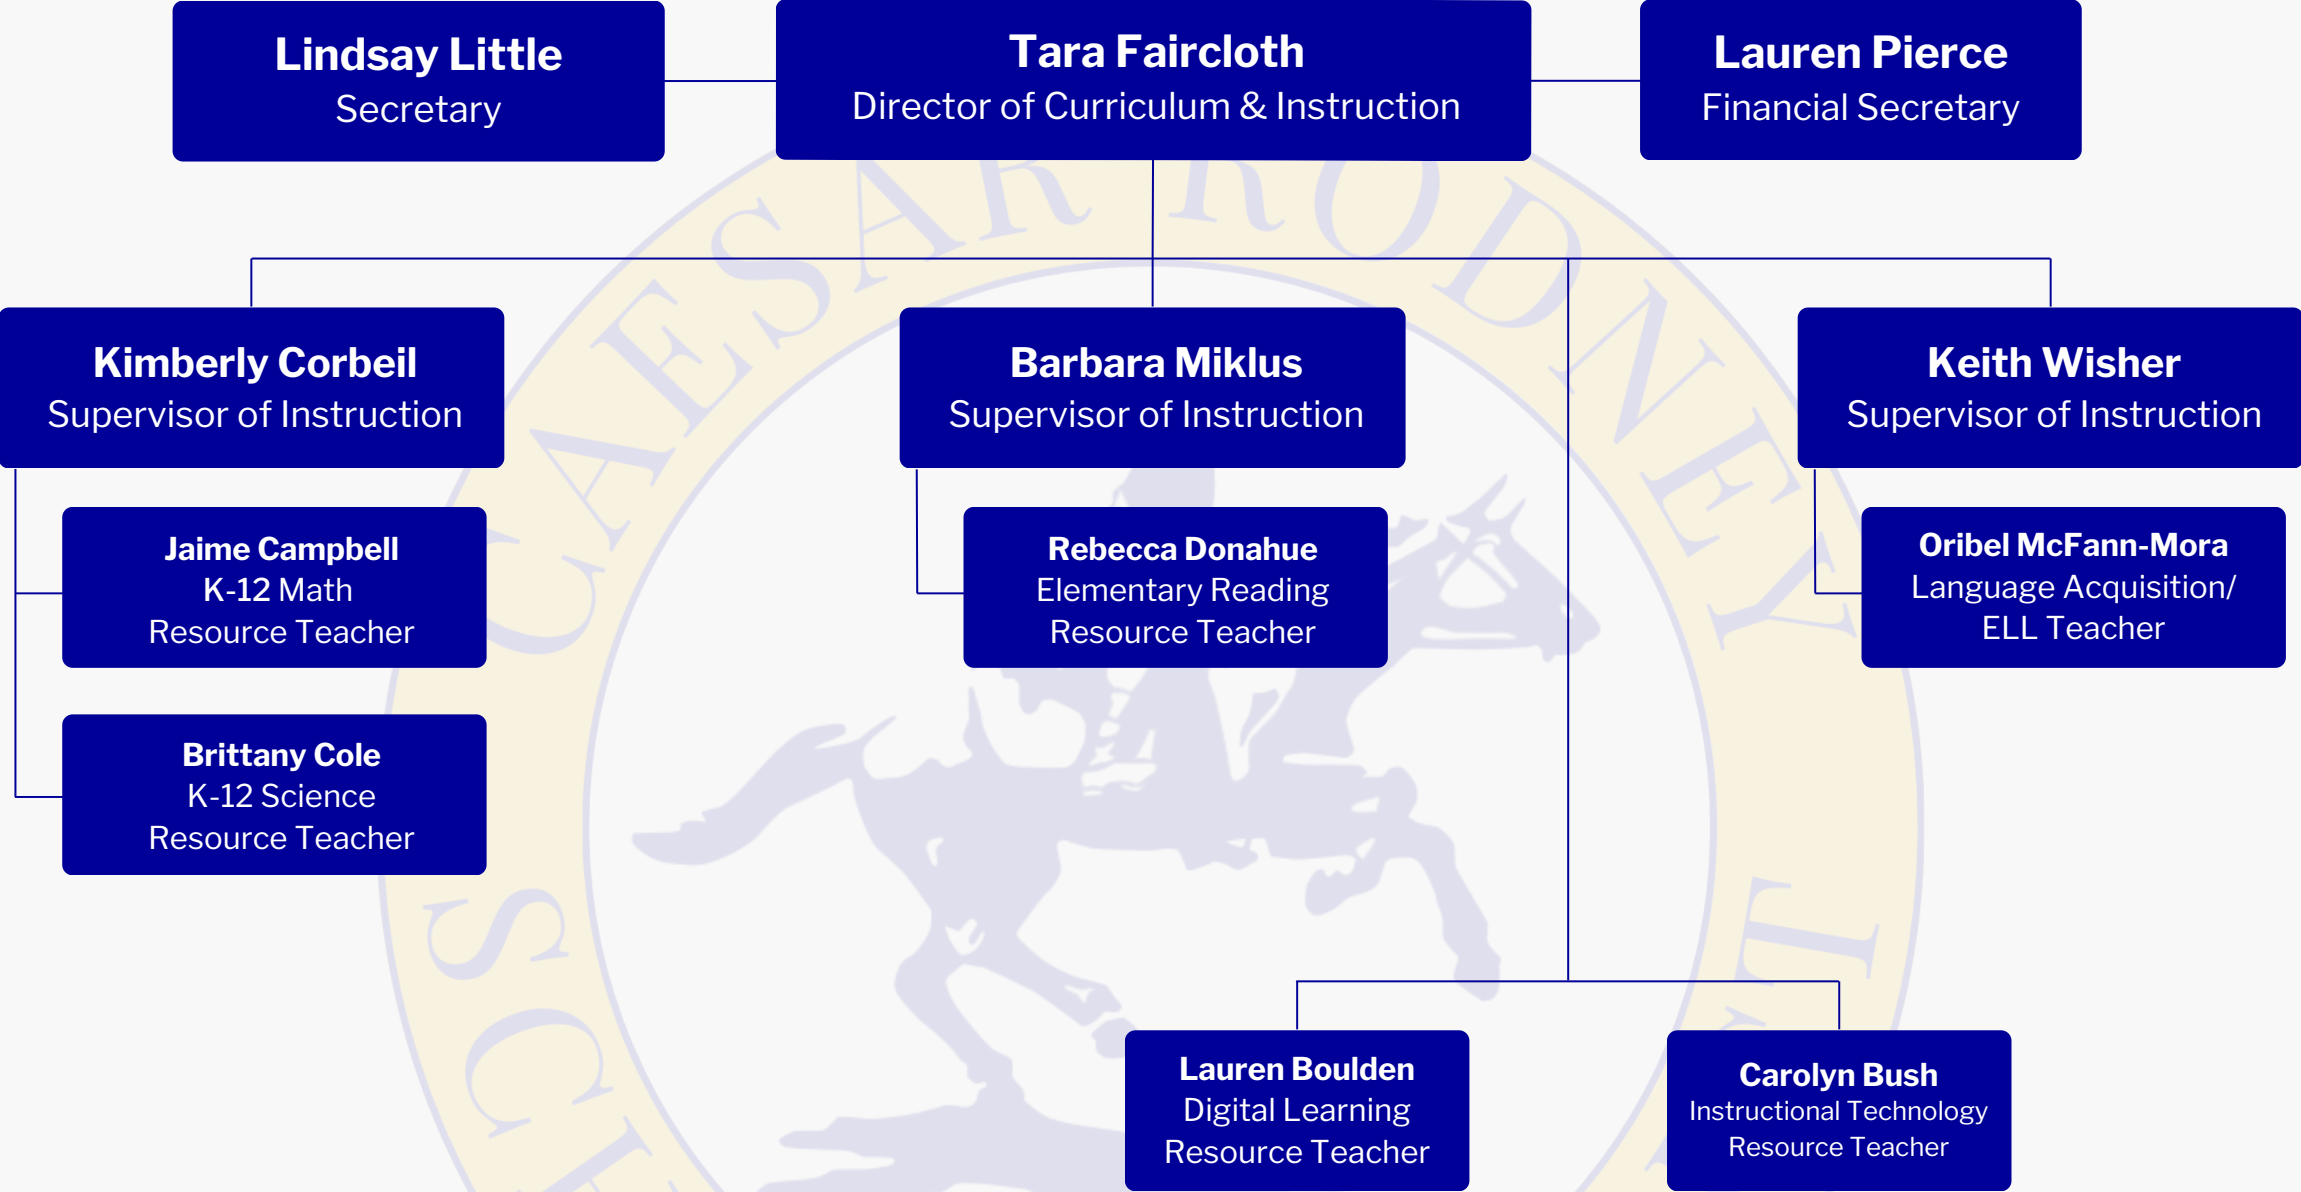 Lindsay Little
Secretary
Tara Faircloth
Director of Curriculum & Instruction
Lauren Pierce
Financial Secretary
Kimberly Corbeil
Supervisor of Instruction
Barbara Miklus
Supervisor of Instruction
Keith Wisher
Supervisor of Instruction
Jaime Campbell
K-12 Math
Resource Teacher
Rebecca Donahue
Elementary Reading
Resource Teacher
Oribel McFann-Mora
Language Acquisition/
ELL Teacher
Brittany Cole
K-12 Science
Resource Teacher
Lauren Boulden
Digital Learning
Resource Teacher
Carolyn Bush
Instructional Technology
Resource Teacher
CAESAR RODNEY